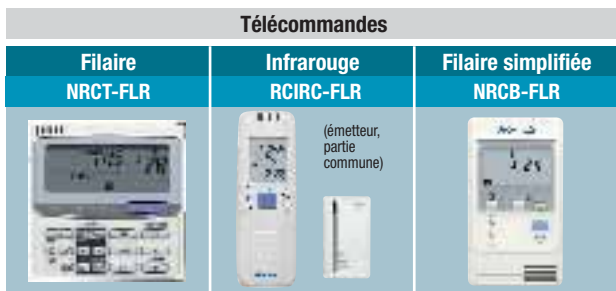 Télécommandes
Filaire
Infrarouge
Filaire simplifiée
NRCT-FLR
RCIRC-FLR
NRCB-FLR
(émetteur,
partie
commune)